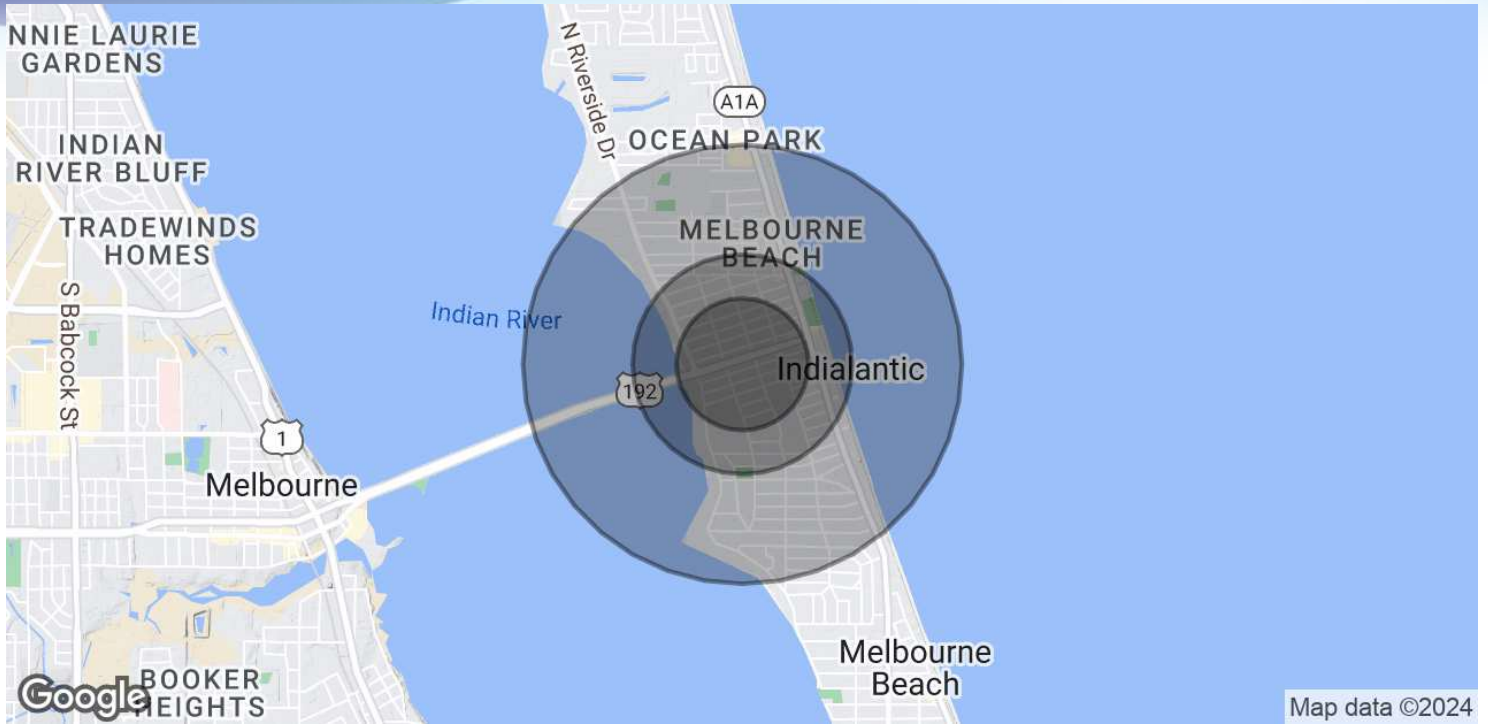 NNIE LAURIE
GARDENS
N Riverside Dr
A1A
OCEAN PARK
INDIAN
RIVER BLUFF
TRADEWINDS
HOMES
MELBOURNE
BEACH
S Babcock St
Indian River
Indialantic
192
1
Melbourne
Melbourne
Beach
BOOKER
HEIGHTS
Google
Map data ©2024